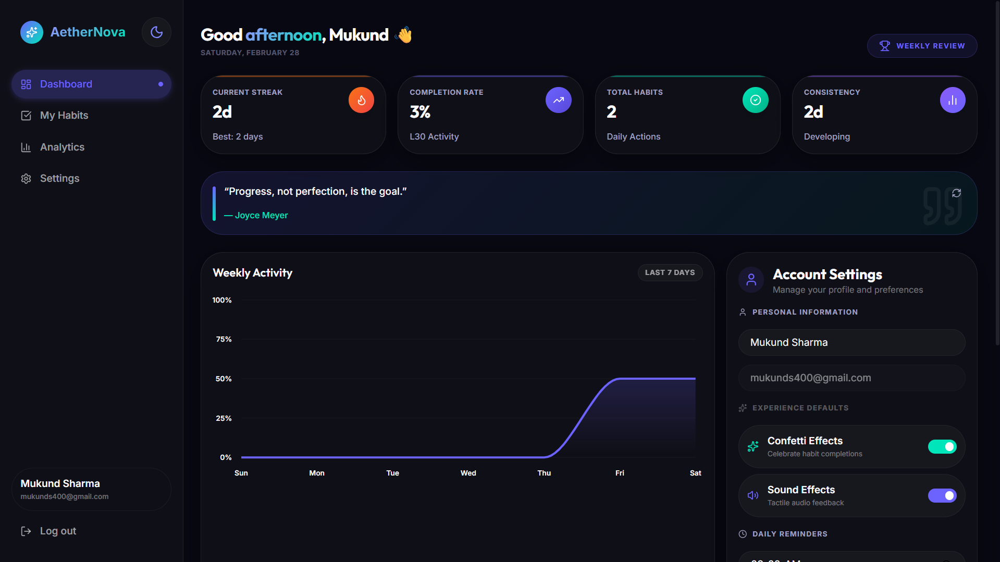 AetherNova
Dashboard
My Habits
Analytics
Settings
Mukund Sharma
mukunds400@gmail.com
Log out
Good afternoon, Mukund 👋
SATURDAY, FEBRUARY 28
WEEKLY REVIEW
CURRENT STREAK
2d
Best: 2 days
COMPLETION RATE
3%
L30 Activity
TOTAL HABITS
2
Daily Actions
CONSISTENCY
2d
Developing
“Progress, not perfection, is the goal.”
— Joyce Meyer
Weekly Activity
LAST 7 DAYS
100%
75%
50%
25%
0%
Sun Mon Tue Wed Thu Fri Sat
Account Settings
Manage your profile and preferences
PERSONAL INFORMATION
Mukund Sharma
mukunds400@gmail.com
EXPERIENCE DEFAULTS
Confetti Effects
Celebrate habit completions
Sound Effects
Tactile audio feedback
DAILY REMINDERS